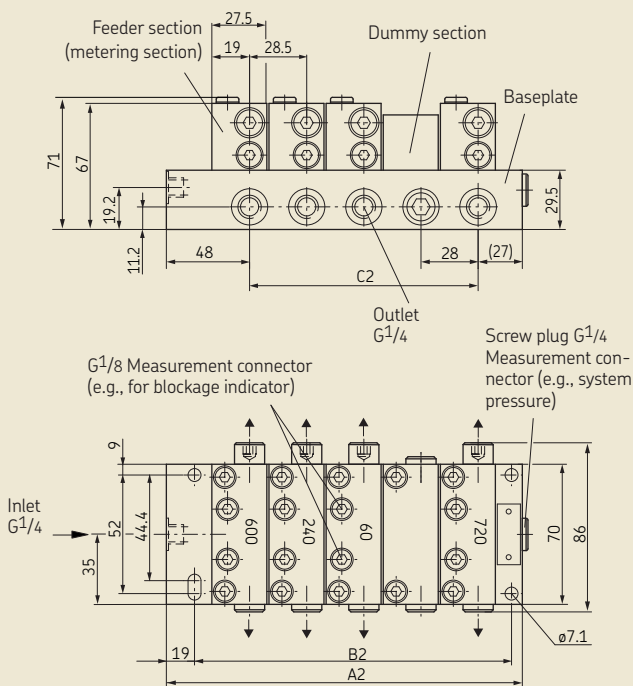 27.5
Feeder section
(metering section)
19
28.5
Dummy section
Baseplate
71
67
19.2
11.2
29.5
48
28
(27)
C2
Outlet
G1/4
Screw plug G1/4
Measurement con-
nector (e.g., system
pressure)
G1/8 Measurement connector
(e.g., for blockage indicator)
9
Inlet
G1/4
52
44.4
35
600
240
60
720
70
86
ø7.1
19
B2
A2